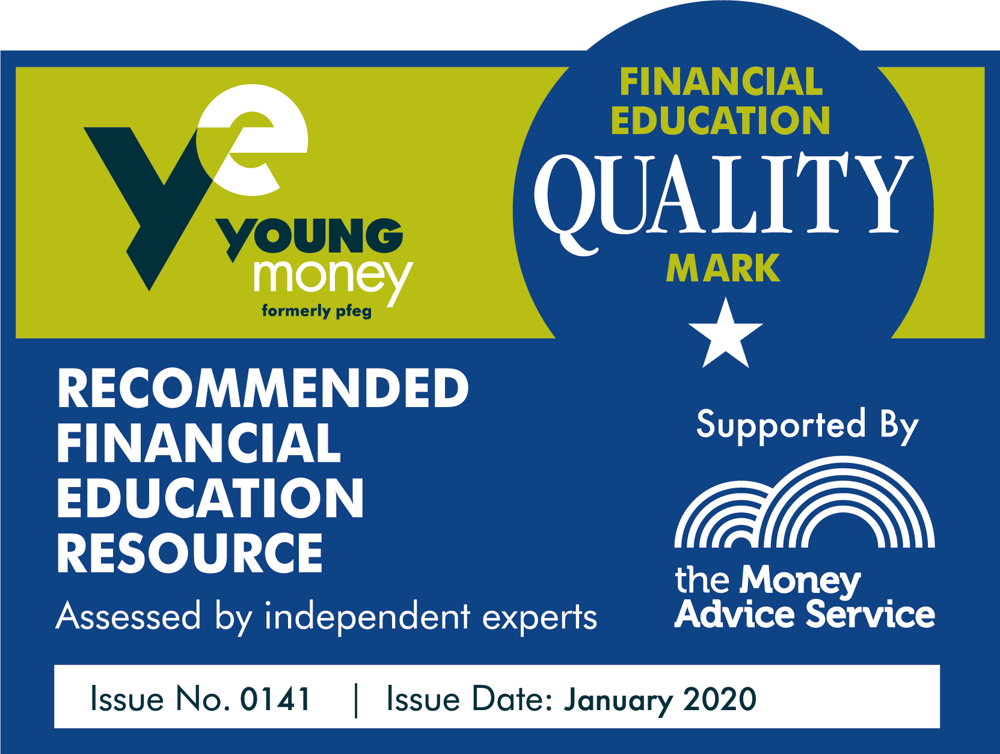 ye
YOUNG
money
formerly pfeg
FINANCIAL
EDUCATION
QUALITY
MARK
RECOMMENDED
FINANCIAL
EDUCATION
RESOURCE
Assessed by independent experts
Supported By
the Money
Advice Service
Issue No. 0141 | Issue Date: January 2020